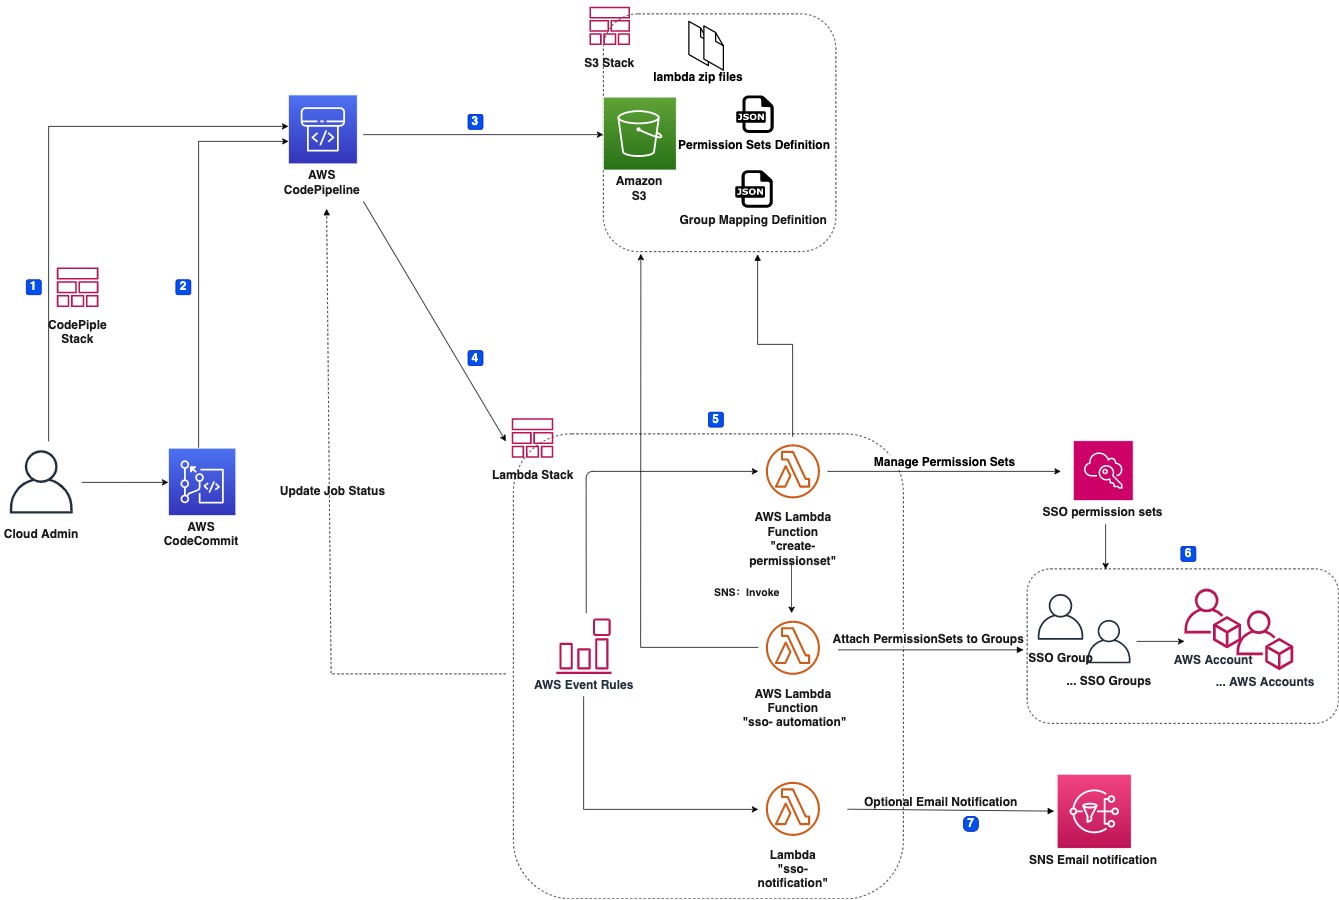 S3 Stack
lambda zip files
3
JSON
Permission Sets Definition
AWS
CodePipeline
Amazon
S3
JSON
Group Mapping Definition
1
2
CodePiple
Stack
4
5
Lambda Stack
Update Job Status
Cloud Admin
AWS
CodeCommit
Manage Permission Sets
SSO permission sets
AWS Lambda
Function
"create-
permissionset"
6
SNS: Invoke
Attach PermissionSets to Groups
SSO Group
... SSO Groups
AWS Account
... AWS Accounts
AWS Event Rules
AWS Lambda
Function
"sso- automation"
Optional Email Notification
7
Lambda
"sso-
notification"
SNS Email notification